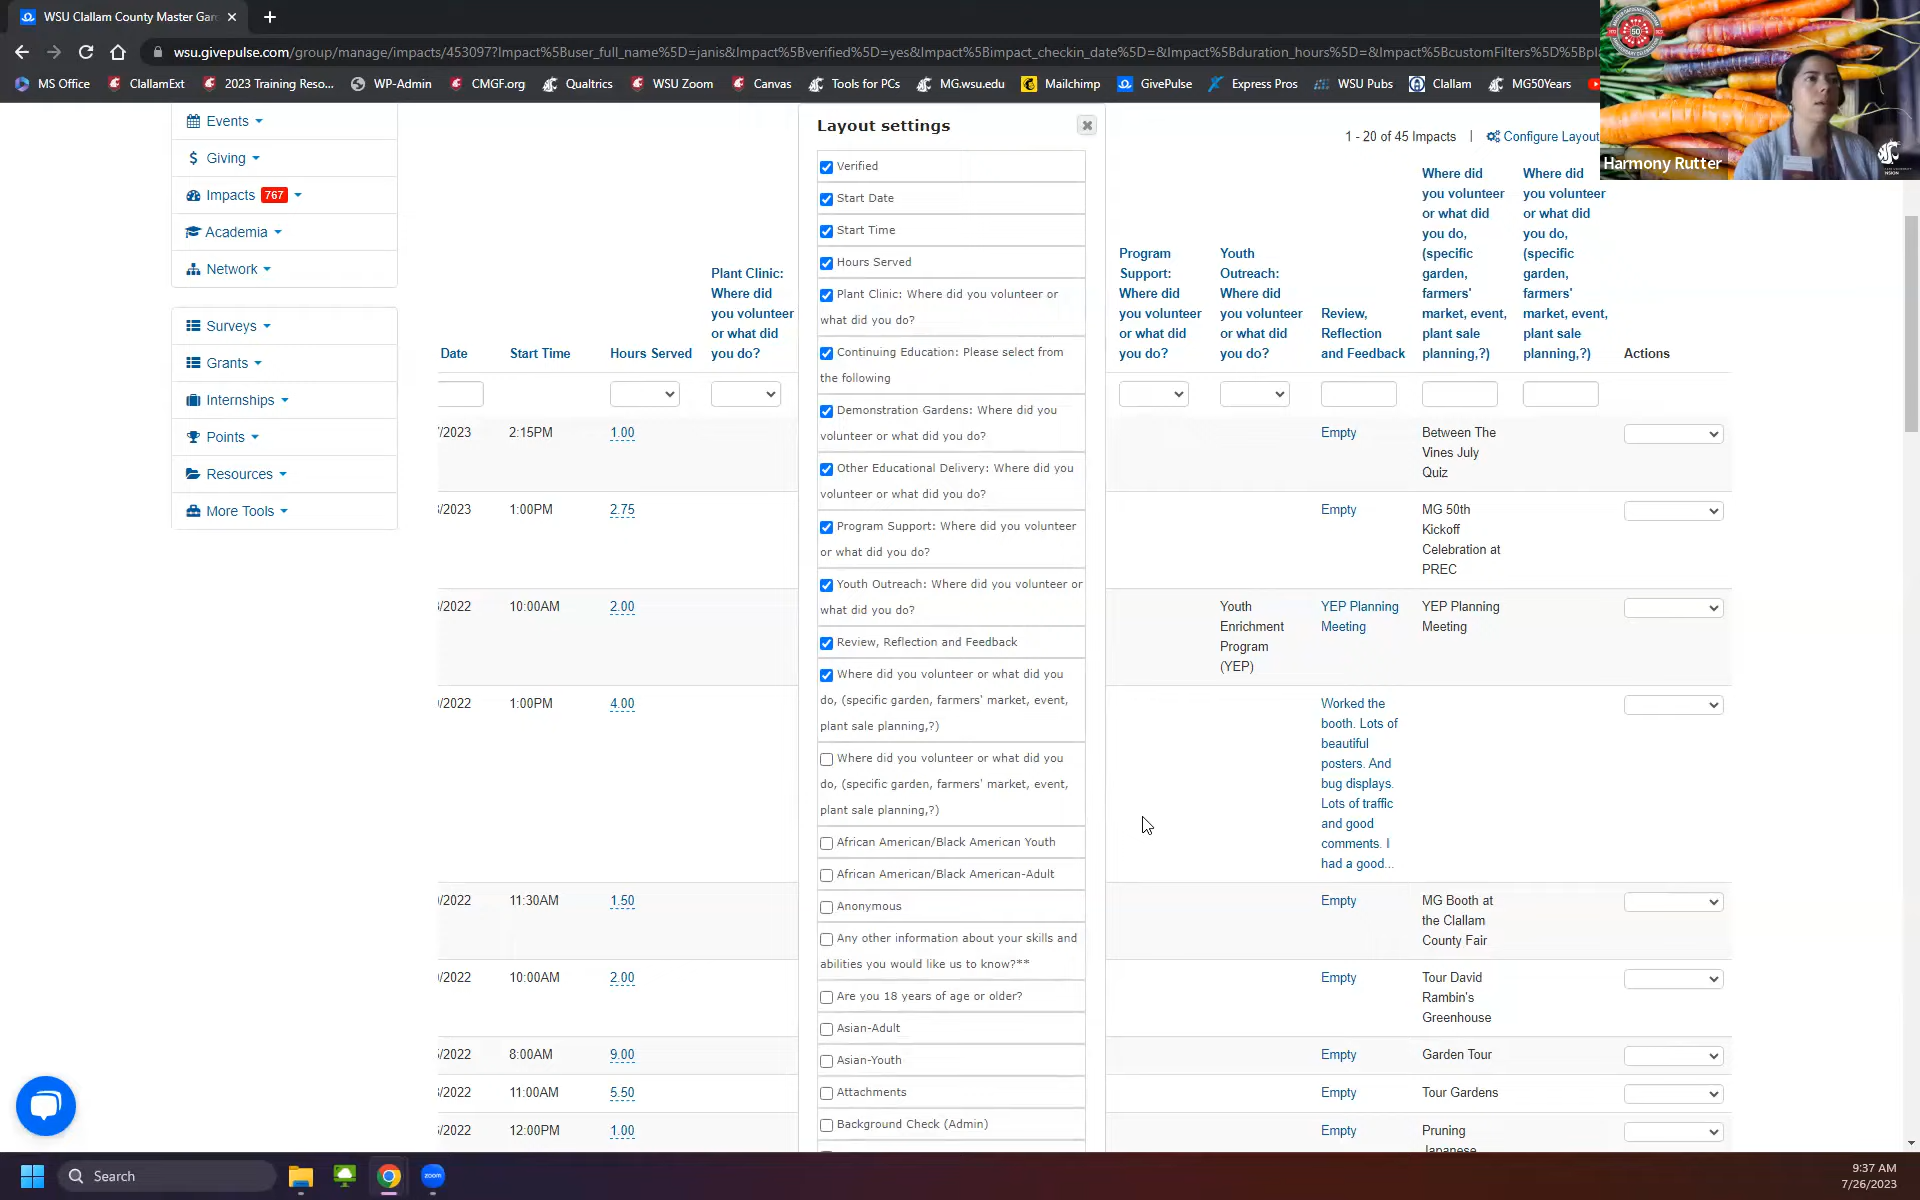 WSU Clallam County Master Gar
wsu.givepulse.com/group/manage/impacts/453097?Impact%5Buser_full_name%5D=janis&Impact%5Bverified%5D=yes&Impact%5Bimpact_checkin_date%5D=&Impact%5Bduration_hours%5D=&Impact%5BcustomFilters%5D%5Bpl
MS Office
ClallamExt
2023 Training Reso...
WP-Admin
CMGF.org
Qualtrics
WSU Zoom
Canvas
Tools for PCs
MG.wsu.edu
Mailchimp
GivePulse
Express Pros
WSU Pubs
Clallam
MG50Years
Harmony Rutter
Events
Giving
Impacts 767
Academia
Network
Surveys
Grants
Internships
Points
Resources
More Tools
1 - 20 of 45 Impacts | Configure Layout
Date
Start Time
Hours Served
Plant Clinic:
Where did
you volunteer
or what did
you do?
Layout settings
Verified
Start Date
Start Time
Hours Served
Plant Clinic: Where did you volunteer or
what did you do?
Continuing Education: Please select from
the following
Demonstration Gardens: Where did you
volunteer or what did you do?
Other Educational Delivery: Where did you
volunteer or what did you do?
Program Support: Where did you volunteer
or what did you do?
Youth Outreach: Where did you volunteer or
what did you do?
Review, Reflection and Feedback
Where did you volunteer or what did you
do, (specific garden, farmers' market, event,
plant sale planning,?)
Where did you volunteer or what did you
do, (specific garden, farmers' market, event,
plant sale planning,?)
African American/Black American Youth
African American/Black American-Adult
Anonymous
Any other information about your skills and
abilities you would like us to know?**
Are you 18 years of age or older?
Asian-Adult
Asian-Youth
Attachments
Background Check (Admin)
Program
Support:
Where did
you volunteer
or what did
you do?
Youth
Outreach:
Where did
you volunteer
or what did
you do?
Review,
Reflection
and Feedback
Where did
you volunteer
or what did
you do,
(specific
garden,
farmers'
market, event,
plant sale
planning,?)
Where did
you volunteer
or what did
you do,
(specific
garden,
farmers'
market, event,
plant sale
planning,?)
Actions
/2023 2:15PM 1.00
Empty
Between The
Vines July
Quiz
/2023 1:00PM 2.75
Empty
MG 50th
Kickoff
Celebration at
PREC
/2022 10:00AM 2.00
Youth
Enrichment
Program
(YEP)
YEP Planning
Meeting
YEP Planning
Meeting
/2022 1:00PM 4.00
Worked the
booth. Lots of
beautiful
posters. And
bug displays.
Lots of traffic
and good
comments. I
had a good...
/2022 11:30AM 1.50
Empty
MG Booth at
the Clallam
County Fair
/2022 10:00AM 2.00
Empty
Tour David
Rambin's
Greenhouse
/2022 8:00AM 9.00
Empty
Garden Tour
/2022 11:00AM 5.50
Empty
Tour Gardens
/2022 12:00PM 1.00
Empty
Pruning
Japanese
Search
zoom
9:37 AM
7/26/2023